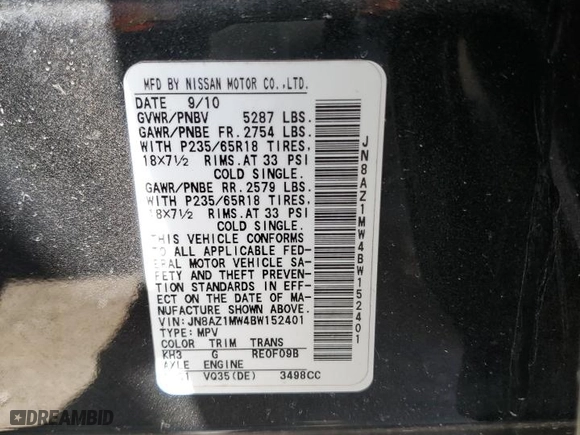 MFD BY NISSAN MOTOR CO.,LTD.
DATE 9/10
GVWR/PNBV 5287 LBS.
GAWR/PNBE FR. 2754 LBS.
WITH P235/65R18 TIRES,
18X7½ RIMS.AT 33 PSI
COLD SINGLE.
GAWR/PNBE RR. 2579 LBS.
WITH P235/65R18 TIRES,
18X7½ RIMS.AT 33 PSI
COLD SINGLE.
THIS VEHICLE CONFORMS
TO ALL APPLICABLE FED-
ERAL MOTOR VEHICLE SA-
FETY AND THEFT PREVEN-
TION STANDARDS IN EFF-
ECT ON THE DATE OF MA-
NUFACTURE SHOWN ABOVE.
VIN:JN8AZ1MW4BW152401
TYPE: MPV
COLOR TRIM TRANS
KH3 G RE0F09B
AXLE ENGINE
VQ35(DE) 3498CC
JN8AZ1MW4BW152401
DREAMBID